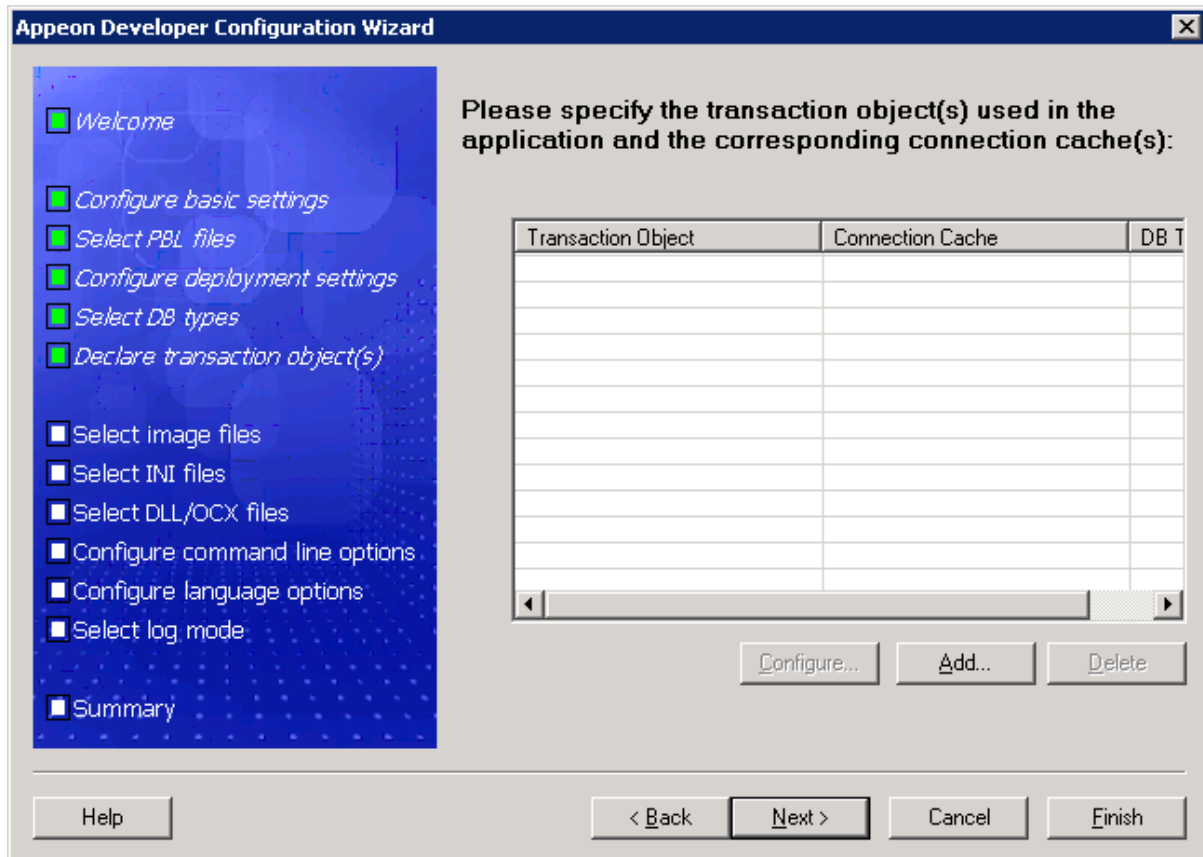 Appeon Developer Configuration Wizard
Welcome
Configure basic settings
Select PBL files
Configure deployment settings
Select DB types
Declare transaction object(s)
Select image files
Select INI files
Select DLL/OCX files
Configure command line options
Configure language options
Select log mode
Summary
Please specify the transaction object(s) used in the
application and the corresponding connection cache(s):
Transaction Object Connection Cache DB T
Configure... Add... Delete
Help < Back Next > Cancel Finish